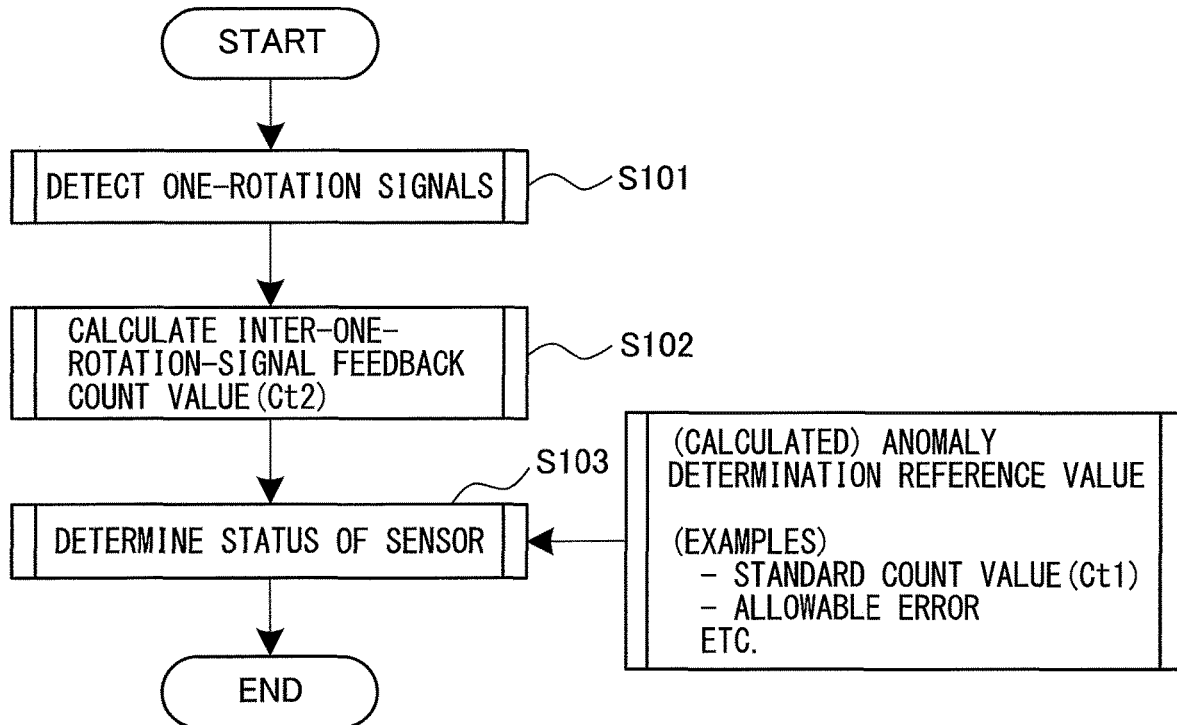 START
DETECT ONE-ROTATION SIGNALS
S101
CALCULATE INTER-ONE-
ROTATION-SIGNAL FEEDBACK
COUNT VALUE(Ct2)
S102
S103
DETERMINE STATUS OF SENSOR
(CALCULATED) ANOMALY
DETERMINATION REFERENCE VALUE
(EXAMPLES)
- STANDARD COUNT VALUE(Ct1)
- ALLOWABLE ERROR
ETC.
END